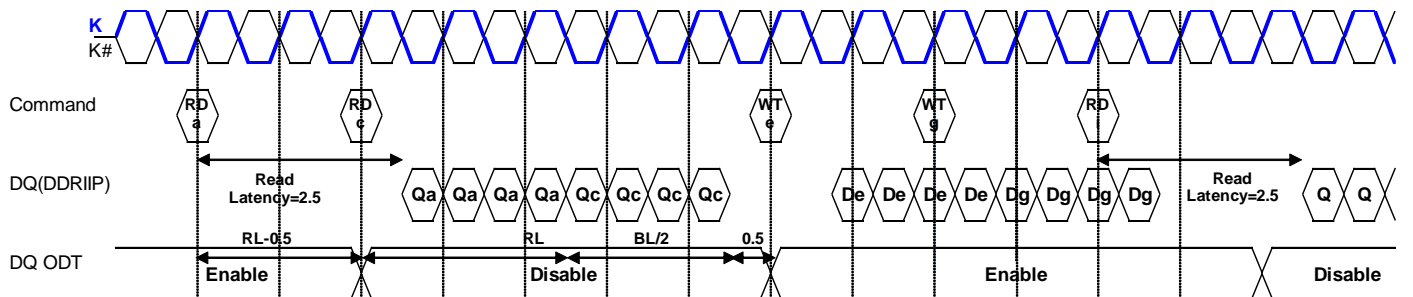 K
K#
Command
RD
a
RD
c
WT
e
WT
g
RD
i
DQ(DDRIIP)
Read
Latency=2.5
Qa Qa Qa Qa Qc Qc Qc Qc
De De De De Dg Dg Dg Dg
Read
Latency=2.5
Q Q
DQ ODT
RL-0.5
RL
BL/2
0.5
Enable
Disable
Enable
Disable